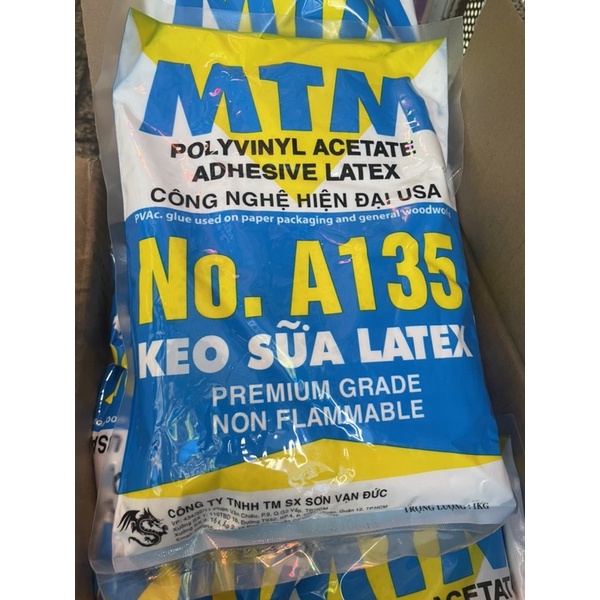 MTM
POLYVINYL ACETATE
ADHESIVE LATEX
CÔNG NGHỆ HIỆN ĐẠI USA
PVAc. glue used on paper packaging and general woodwork
No. A135
KEO SỮA LATEX
PREMIUM GRADE
NON FLAMMABLE
CÔNG TY TNHH TM SX SƠN VẠN ĐỨC
TRỌNG LƯỢNG : 1KG
ACETAT